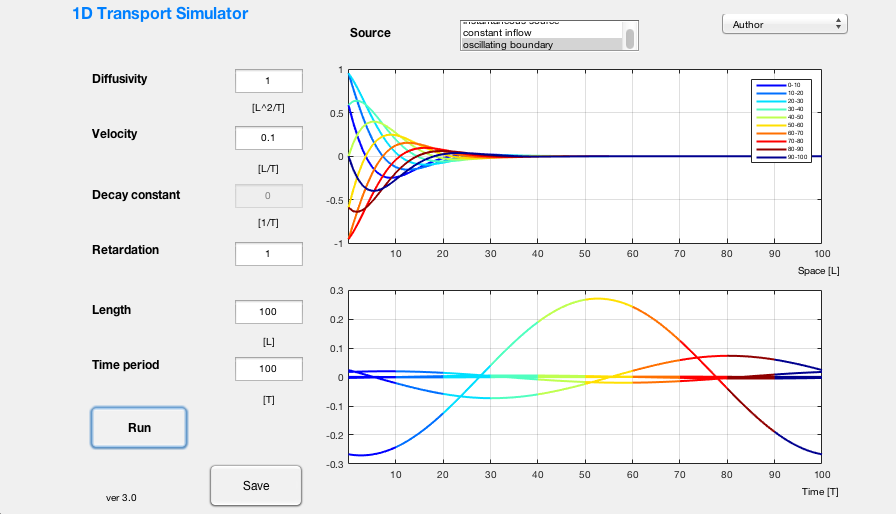 1D Transport Simulator
Source
instantaneous source
constant inflow
oscillating boundary
Author
Diffusivity
1
[L^2/T]
Velocity
0.1
[L/T]
Decay constant
0
[1/T]
Retardation
1
Length
100
[L]
Time period
100
[T]
Run
Save
ver 3.0
1
0.5
0
-0.5
-1
10 20 30 40 50 60 70 80 90 100
Space [L]
0-10
10-20
20-30
30-40
40-50
50-60
60-70
70-80
80-90
90-100
0.3
0.2
0.1
0
-0.1
-0.2
-0.3
10 20 30 40 50 60 70 80 90 100
Time [T]